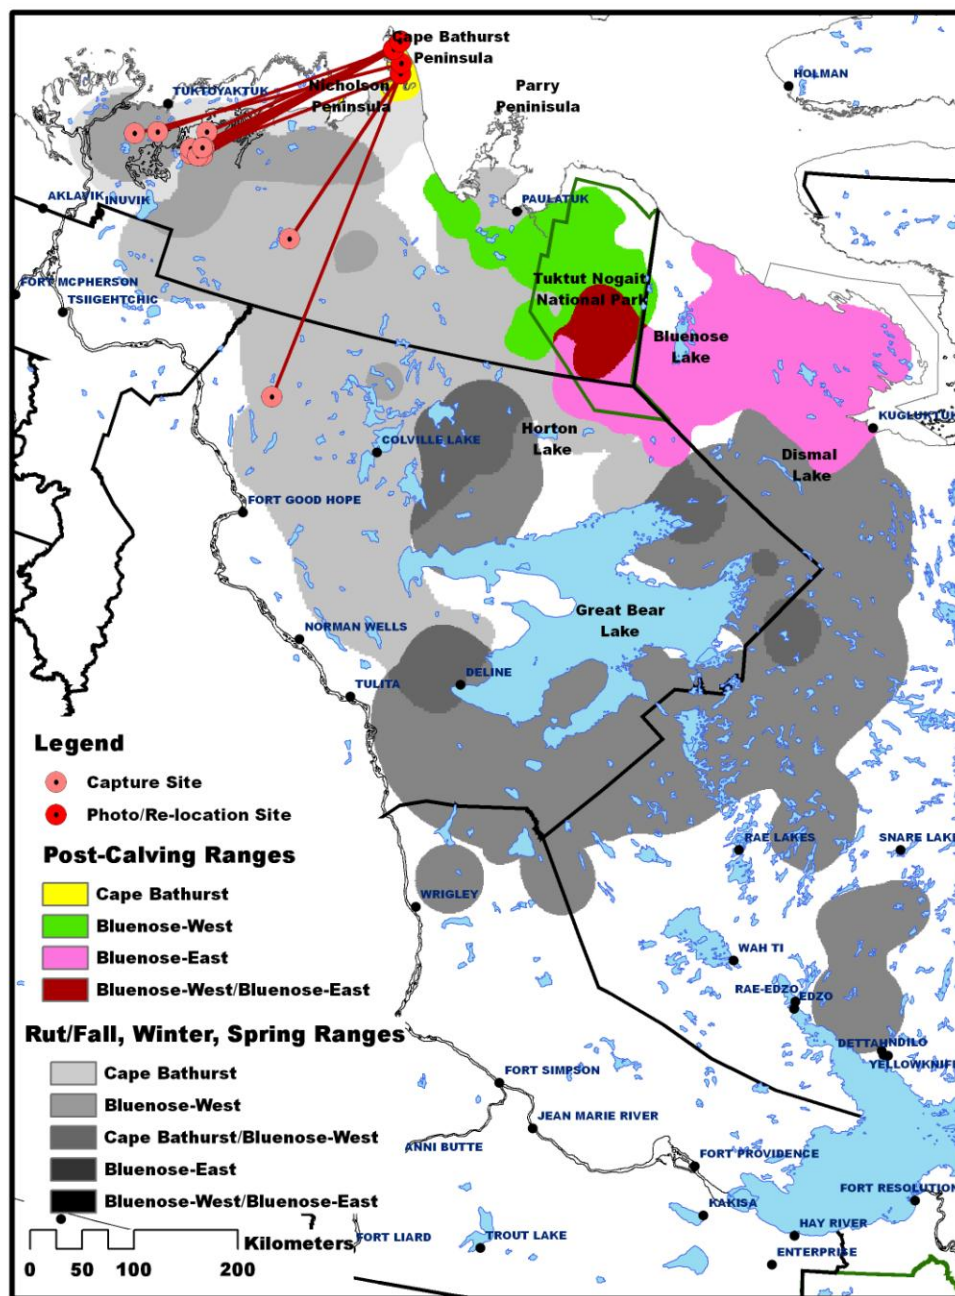 Cape Bathurst
Peninsula
HOLMAN
TUKTOYAKTUK
Nicholson
Peninsula
Parry
Peninisula
AKLAVIK
INUVIK
PAULATUK
FORT MCPHERSON
TSIIGEHTCHIC
Tuktut Nogait
National Park
Bluenose
Lake
KUGLUKTUK
Horton
Lake
Dismal
Lake
COLVILLE LAKE
FORT GOOD HOPE
Great Bear
Lake
NORMAN WELLS
DELINE
TULITA
Legend
Capture Site
Photo/Re-location Site
Post-Calving Ranges
Cape Bathurst
Bluenose-West
Bluenose-East
Bluenose-West/Bluenose-East
RAE LAKES
SNARE LAKE
WRIGLEY
WAH TI
RAE-EDZO
EDZO
Rut/Fall, Winter, Spring Ranges
Cape Bathurst
Bluenose-West
Cape Bathurst/Bluenose-West
Bluenose-East
Bluenose-West/Bluenose-East
DETTAH
NDILO
YELLOWKNIFE
FORT SIMPSON
JEAN MARIE RIVER
ANNI BUTTE
FORT PROVIDENCE
KAKISA
FORT RESOLUTION
HAY RIVER
ENTERPRISE
FORT LIARD
TROUT LAKE
Kilometers
0 50 100 200